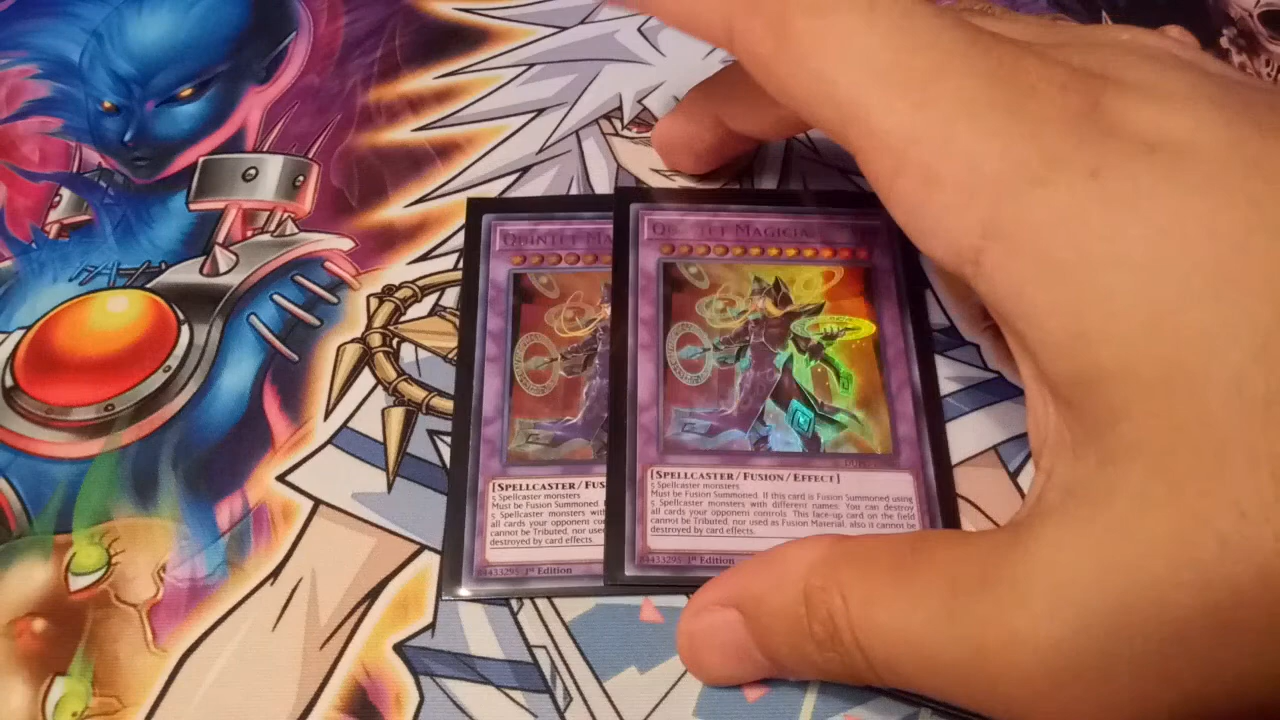 QUINTET MA
[SPELLCASTER/FUS
5 Spellcaster monsters
Must be Fusion Summoned.
5 Spellcaster monsters with
all cards your opponent co
cannot be Tributed, nor use
destroyed by card effects.
44433295 1st Edition
MAGICIA
[SPELLCASTER/FUSION/EFFECT]
5 Spellcaster monsters
Must be Fusion Summoned. If this card is Fusion Summoned using
5 Spellcaster monsters with different names: You can destroy
all cards your opponent controls. This face-up card on the field
cannot be Tributed, nor used as Fusion Material, also it cannot be
destroyed by card effects.
44433295 1st Edition